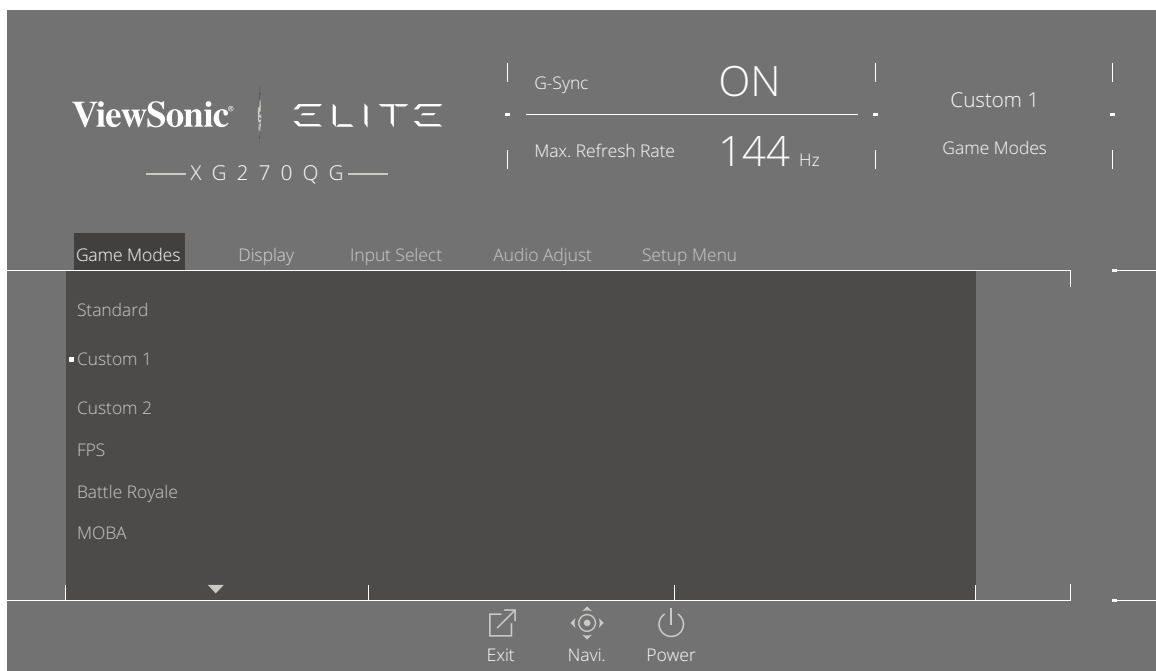 ViewSonic® ELITE
XG270QG
G-Sync ON
Max. Refresh Rate 144 Hz
Custom 1
Game Modes
Game Modes Display Input Select Audio Adjust Setup Menu
Standard
Custom 1
Custom 2
FPS
Battle Royale
MOBA
Exit Navi. Power